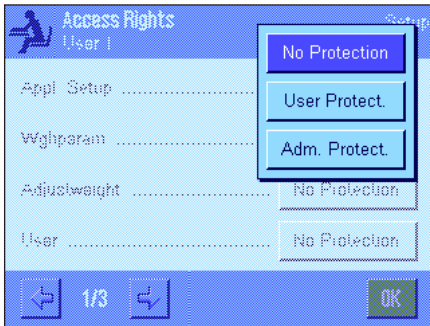 Access Rights
Setup
User 1
No Protection
User Protect.
Adm. Protect.
Appl. Setup ........................
Wghparam ..........................
Adjustweight ........................ No Protection
User ...................................... No Protection
1/3
OK